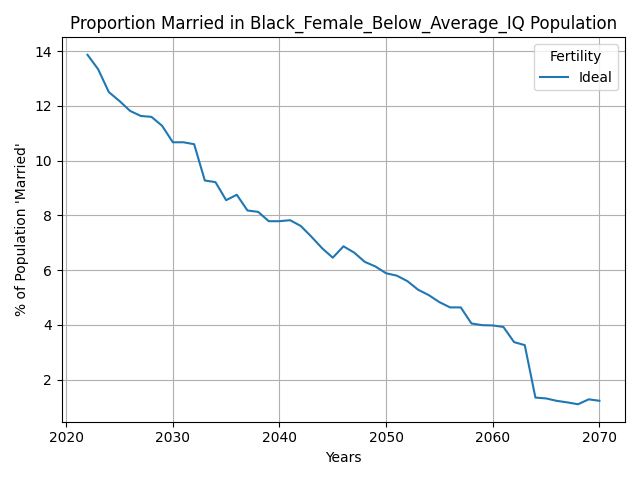 Proportion Married in Black_Female_Below_Average_IQ Population
Fertility
Ideal
14
12
10
8
6
4
2
% of Population 'Married'
2020 2030 2040 2050 2060 2070
Years